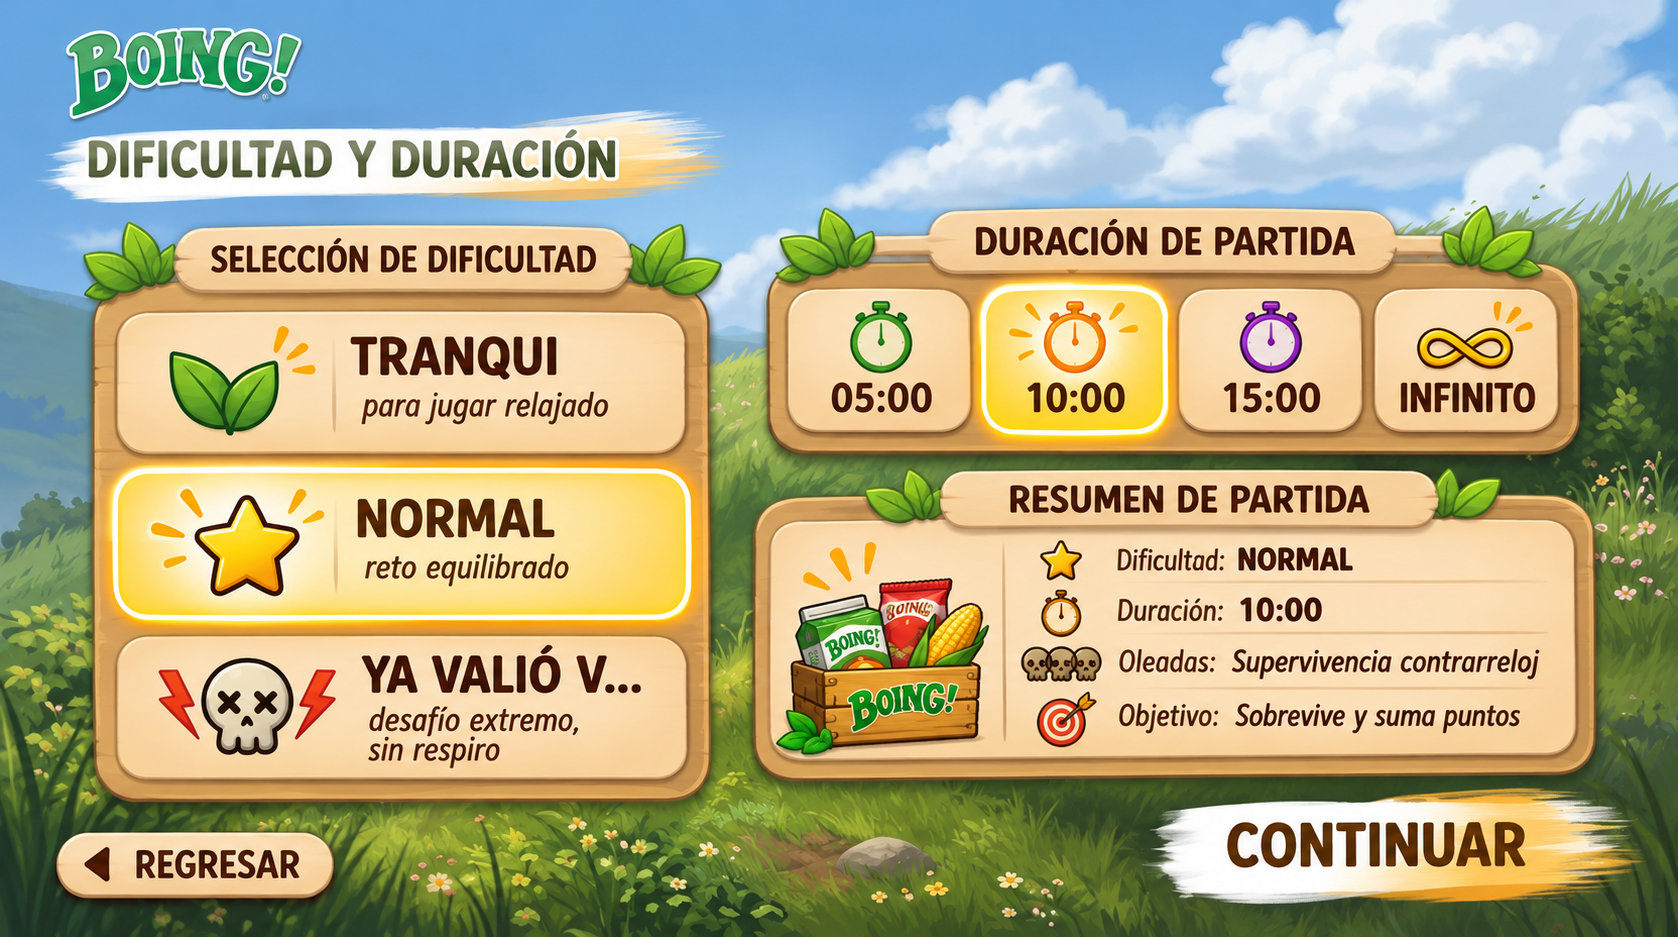 BOING!
DIFICULTAD Y DURACIÓN
SELECCIÓN DE DIFICULTAD
TRANQUI
para jugar relajado
NORMAL
reto equilibrado
YA VALIÓ V...
desafío extremo,
sin respiro
DURACIÓN DE PARTIDA
05:00
10:00
15:00
INFINITO
RESUMEN DE PARTIDA
BOING!
BOING!
BOING!
Dificultad: NORMAL
Duración: 10:00
Oleadas: Supervivencia contrarreloj
Objetivo: Sobrevive y suma puntos
REGRESAR
CONTINUAR